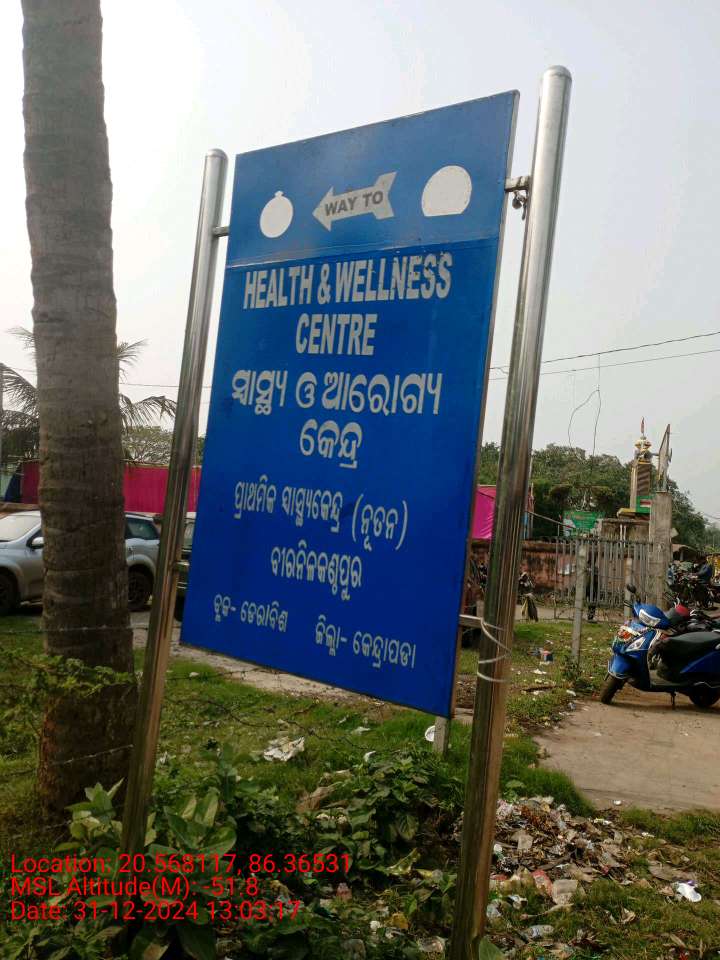 WAY TO
HEALTH & WELLNESS
CENTRE
ସ୍ୱାସ୍ଥ୍ୟ ଓ ଆରୋଗ୍ୟ
କେନ୍ଦ୍ର
ପ୍ରାଥମିକ ସ୍ୱାସ୍ଥ୍ୟକେନ୍ଦ୍ର (ନୂତନ)
ବୀରନିଳକଣ୍ଠପୁର
ବ୍ଲକ- ଡେରାବିଶ ଜିଲ୍ଲା- କେନ୍ଦ୍ରାପଡା
Location: 20.568117, 86.36531
MSL Altitude(M): -51.8
Date: 31-12-2024 13:03:17